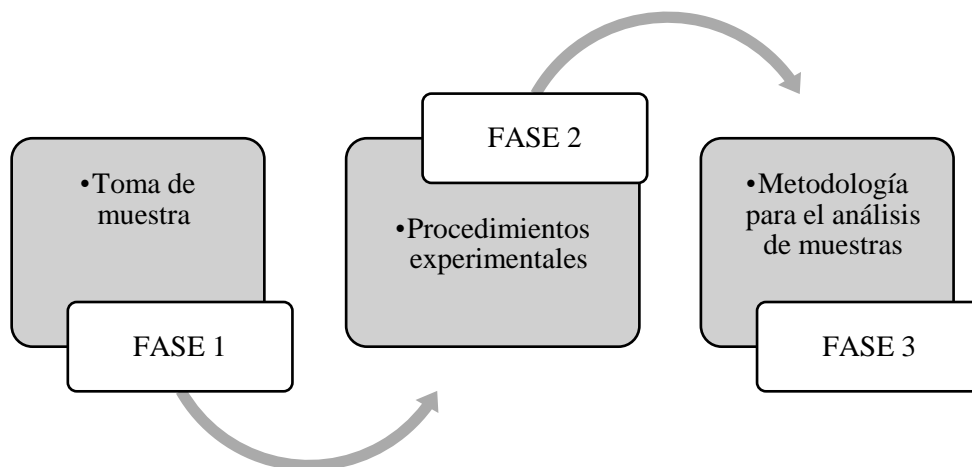 •Toma de
muestra
FASE 1
FASE 2
•Procedimientos
experimentales
•Metodología
para el análisis
de muestras
FASE 3